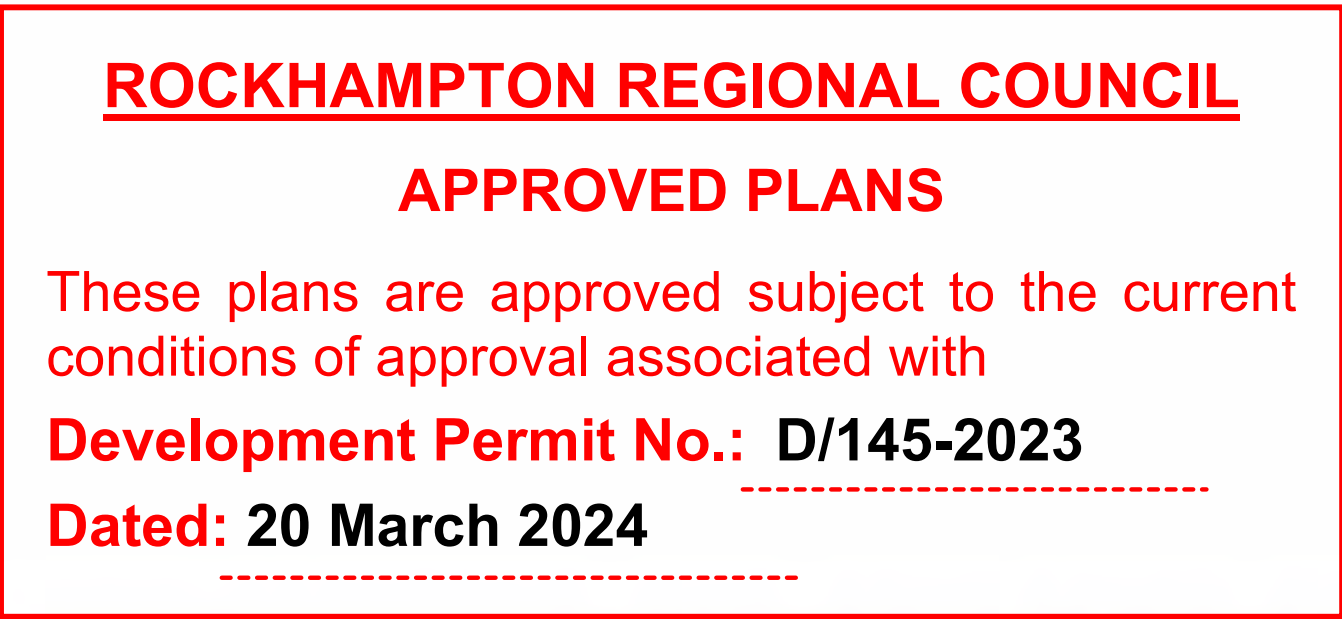 ROCKHAMPTON REGIONAL COUNCIL
APPROVED PLANS
These plans are approved subject to the current
conditions of approval associated with
Development Permit No.: D/145-2023
Dated: 20 March 2024